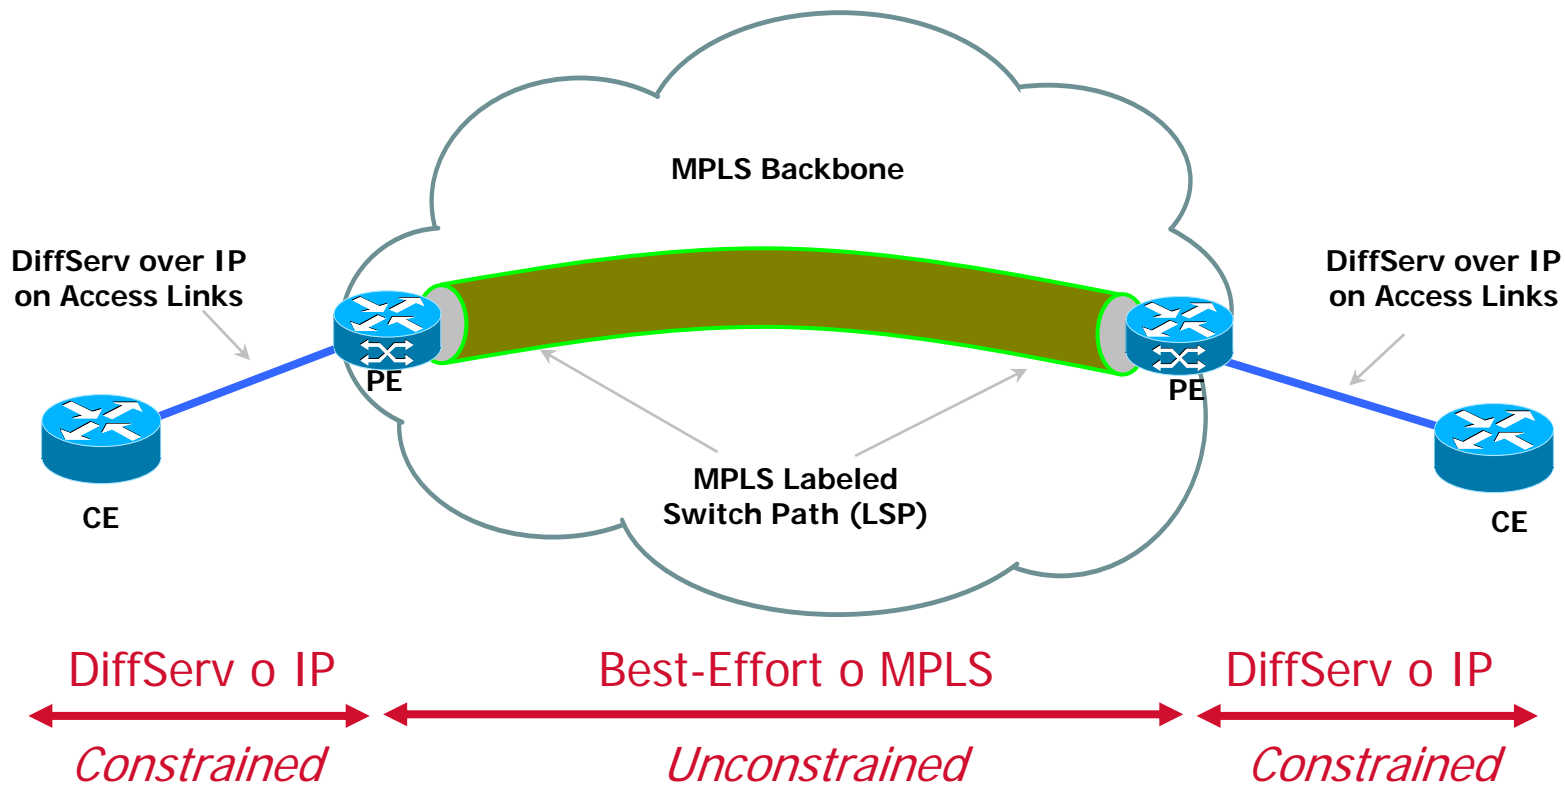 MPLS Backbone
DiffServ over IP
on Access Links
DiffServ over IP
on Access Links
PE
PE
CE
MPLS Labeled
Switch Path (LSP)
CE
DiffServ o IP
Best-Effort o MPLS
DiffServ o IP
Constrained
Unconstrained
Constrained